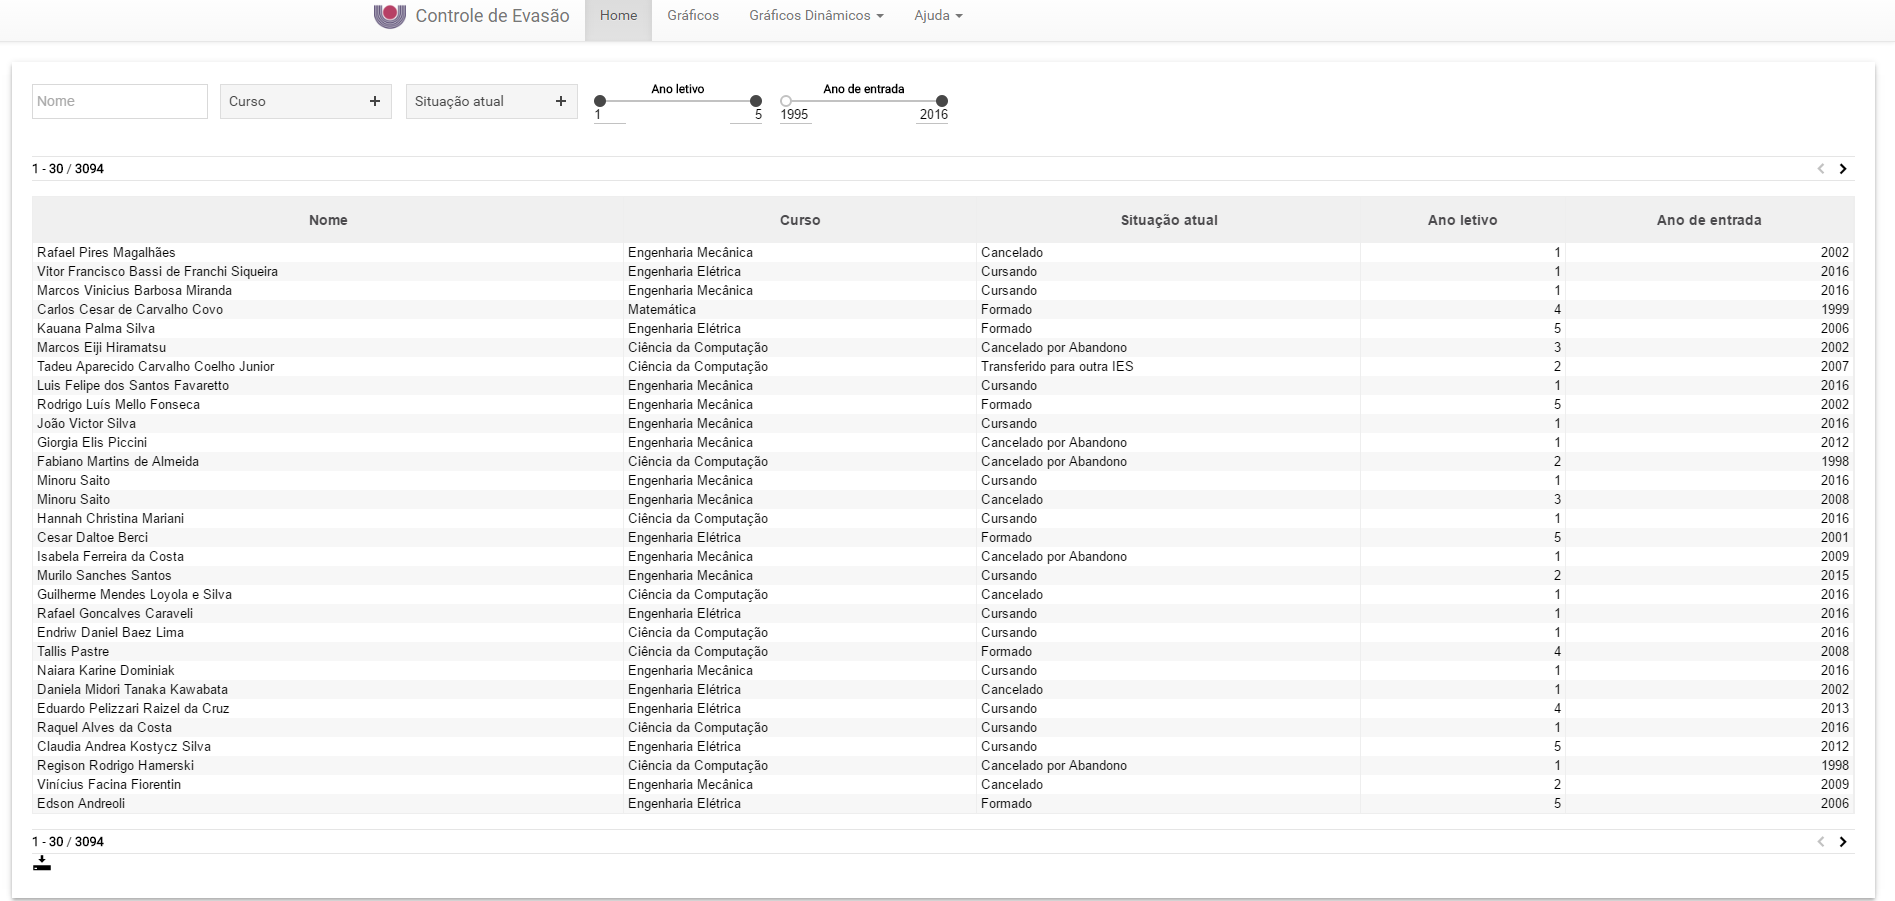 Controle de Evasão Home Gráficos Gráficos Dinâmicos Ajuda
Nome Curso + Situação atual + Ano letivo Ano de entrada
1 5 1995 2016
1 - 30 / 3094
Nome Curso Situação atual Ano letivo Ano de entrada
Rafael Pires Magalhães Engenharia Mecânica Cancelado 1 2002
Vitor Francisco Bassi de Franchi Siqueira Engenharia Elétrica Cursando 1 2016
Marcos Vinicius Barbosa Miranda Engenharia Mecânica Cursando 1 2016
Carlos Cesar de Carvalho Covo Matemática Formado 4 1999
Kauana Palma Silva Engenharia Elétrica Formado 5 2006
Marcos Eiji Hiramatsu Ciência da Computação Cancelado por Abandono 3 2002
Tadeu Aparecido Carvalho Coelho Junior Ciência da Computação Transferido para outra IES 2 2007
Luis Felipe dos Santos Favaretto Engenharia Mecânica Cursando 1 2016
Rodrigo Luís Mello Fonseca Engenharia Mecânica Formado 5 2002
João Victor Silva Engenharia Mecânica Cursando 1 2016
Giorgia Elis Piccini Engenharia Mecânica Cancelado por Abandono 1 2012
Fabiano Martins de Almeida Ciência da Computação Cancelado por Abandono 2 1998
Minoru Saito Engenharia Mecânica Cursando 1 2016
Minoru Saito Engenharia Mecânica Cancelado 3 2008
Hannah Christina Mariani Ciência da Computação Cursando 1 2016
Cesar Daltoe Berci Engenharia Elétrica Formado 5 2001
Isabela Ferreira da Costa Engenharia Mecânica Cancelado por Abandono 1 2009
Murilo Sanches Santos Engenharia Mecânica Cursando 2 2015
Guilherme Mendes Loyola e Silva Ciência da Computação Cancelado 1 2016
Rafael Goncalves Caraveli Engenharia Elétrica Cursando 1 2016
Endriw Daniel Baez Lima Ciência da Computação Cursando 1 2016
Tallis Pastre Ciência da Computação Formado 4 2008
Naiara Karine Dominiak Engenharia Mecânica Cursando 1 2016
Daniela Midori Tanaka Kawabata Engenharia Elétrica Cancelado 1 2002
Eduardo Pelizzari Raizel da Cruz Engenharia Elétrica Cursando 4 2013
Raquel Alves da Costa Ciência da Computação Cursando 1 2016
Claudia Andrea Kostycz Silva Engenharia Elétrica Cursando 5 2012
Regison Rodrigo Hamerski Ciência da Computação Cancelado por Abandono 1 1998
Vinícius Facina Fiorentin Engenharia Mecânica Cancelado 2 2009
Edson Andreoli Engenharia Elétrica Formado 5 2006
1 - 30 / 3094